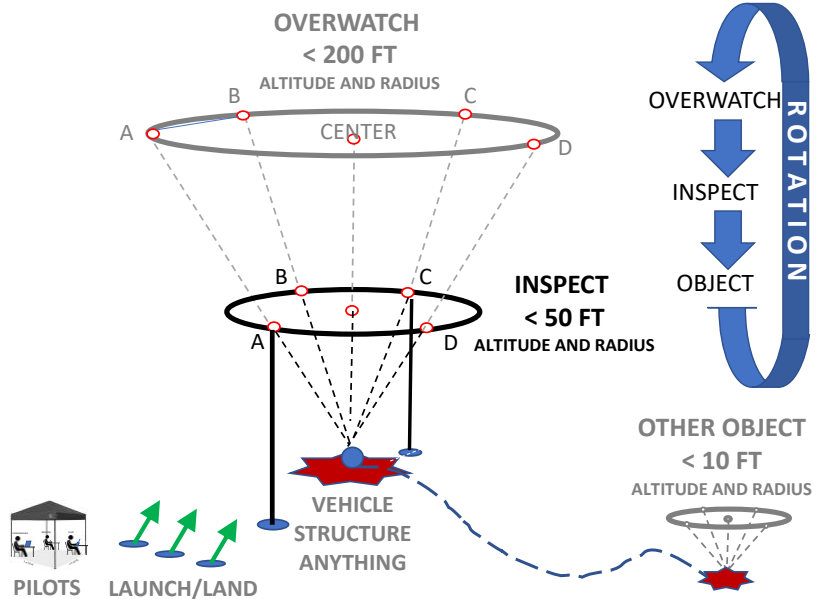 OVERWATCH
< 200 FT
ALTITUDE AND RADIUS
B
C
A
CENTER
D
B
C
A
D
INSPECT
< 50 FT
ALTITUDE AND RADIUS
VEHICLE
STRUCTURE
ANYTHING
PILOTS
LAUNCH/LAND
OVERWATCH
INSPECT
OBJECT
ROTATION
OTHER OBJECT
< 10 FT
ALTITUDE AND RADIUS